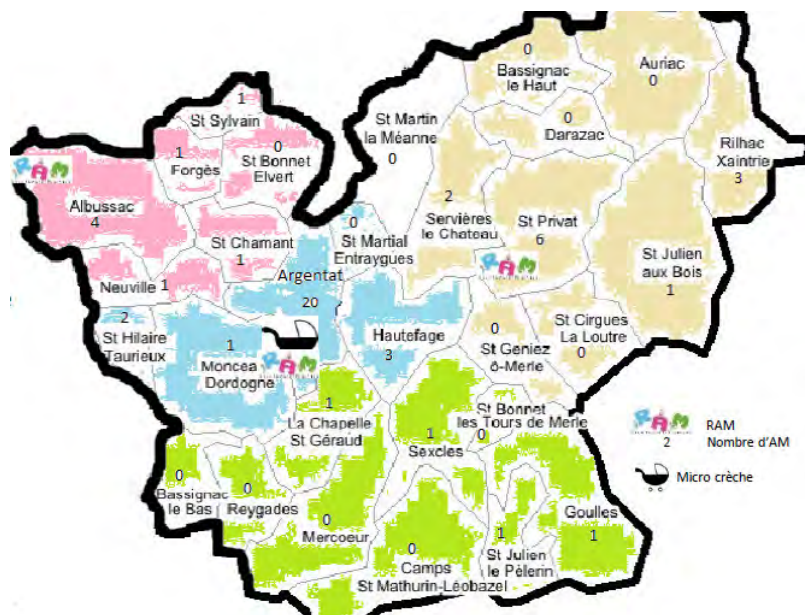 0
Bassignac
le Haut
Auriac
0
1
St Sylvain
St Martin
la Méanne
0
0
Darazac
Rilhac
Xaintrie
3
1
Forgès
0
St Bonnet
Elvert
RAM
Albussac
4
2
Servières
le Chateau
St Privat
6
0
St Martial
Entraygues
St Chamant
1
RAM
St Julien
aux Bois
1
Argentat
20
Neuville
1
2
St Hilaire
Taurieux
1
Moncea
Dordogne
RAM
Hautefage
3
0
St Geniez
ô-Merle
St Cirgues
La Loutre
0
1
La Chapelle
St Géraud
St Bonnet
les Tours de Merle
0
1
Sexcles
RAM
RAM
2
Nombre d'AM
Micro crèche
0
Bassignac
le Bas
0
Reygades
0
Mercoeur
0
Camps
St Mathurin-Léobazel
1
St Julien
le Pèlerin
Goulles
1